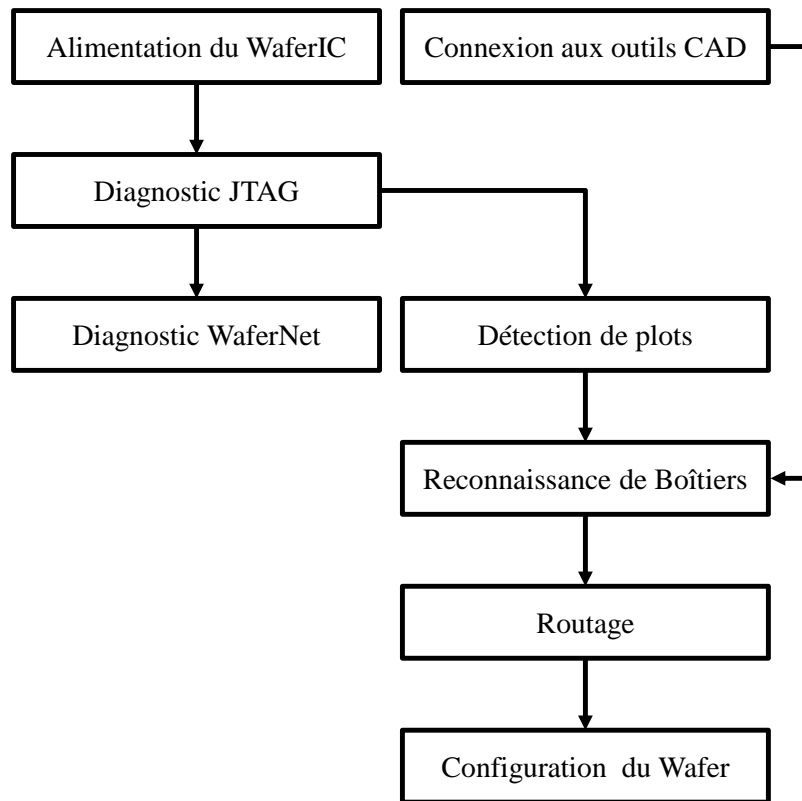 Alimentation du WaferIC
Connexion aux outils CAD
Diagnostic JTAG
Diagnostic WaferNet
Détection de plots
Reconnaissance de Boîtiers
Routage
Configuration du Wafer